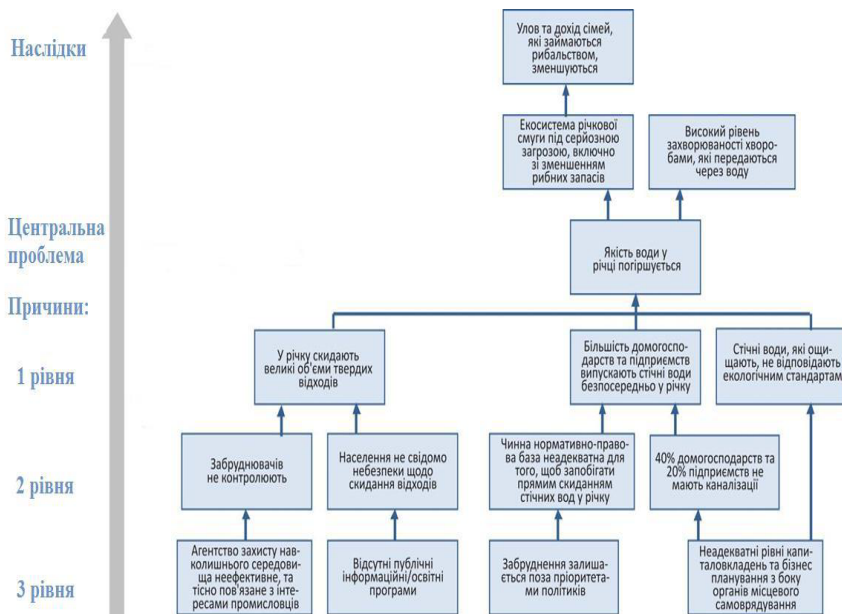 Наслідки
Улов та дохід сімей,
які займаються
рибальством,
зменшуються
Екосистема річкової
смуги під серйозною
загрозою, включно
зі зменшенням
рибних запасів
Високий рівень
захворюваності хворо-
бами, які передаються
через воду
Центральна
проблема
Якість води у
річці погіршується
Причини:
1 рівня
У річку скидають
великі об'єми твердих
відходів
Більшість домогоспо-
дарств та підприємств
випускають стічні води
безпосередньо у річку
Стічні води, які ощи-
щають, не відповідають
екологічним стандартам
2 рівня
Забруднювачів
не контролюють
Населення не свідомо
небезпеки щодо
скидання відходів
Чинна нормативно-право-
ва база неадекватна для
того, щоб запобігати
прямим скиданням
стічних вод у річку
40% домогосподарств та
20% підприємств не
мають каналізації
3 рівня
Агентство захисту нав-
колишнього середови-
ща неефективне, та
тісно пов'язане з інте-
ресами промисловців
Відсутні публічні
інформаційні/освітні
програми
Забруднення залиша-
ється поза пріоритета-
ми політиків
Неадекватні рівні капі-
таловкладень та бізнес
планування з боку
органів місцевого
самоврядування